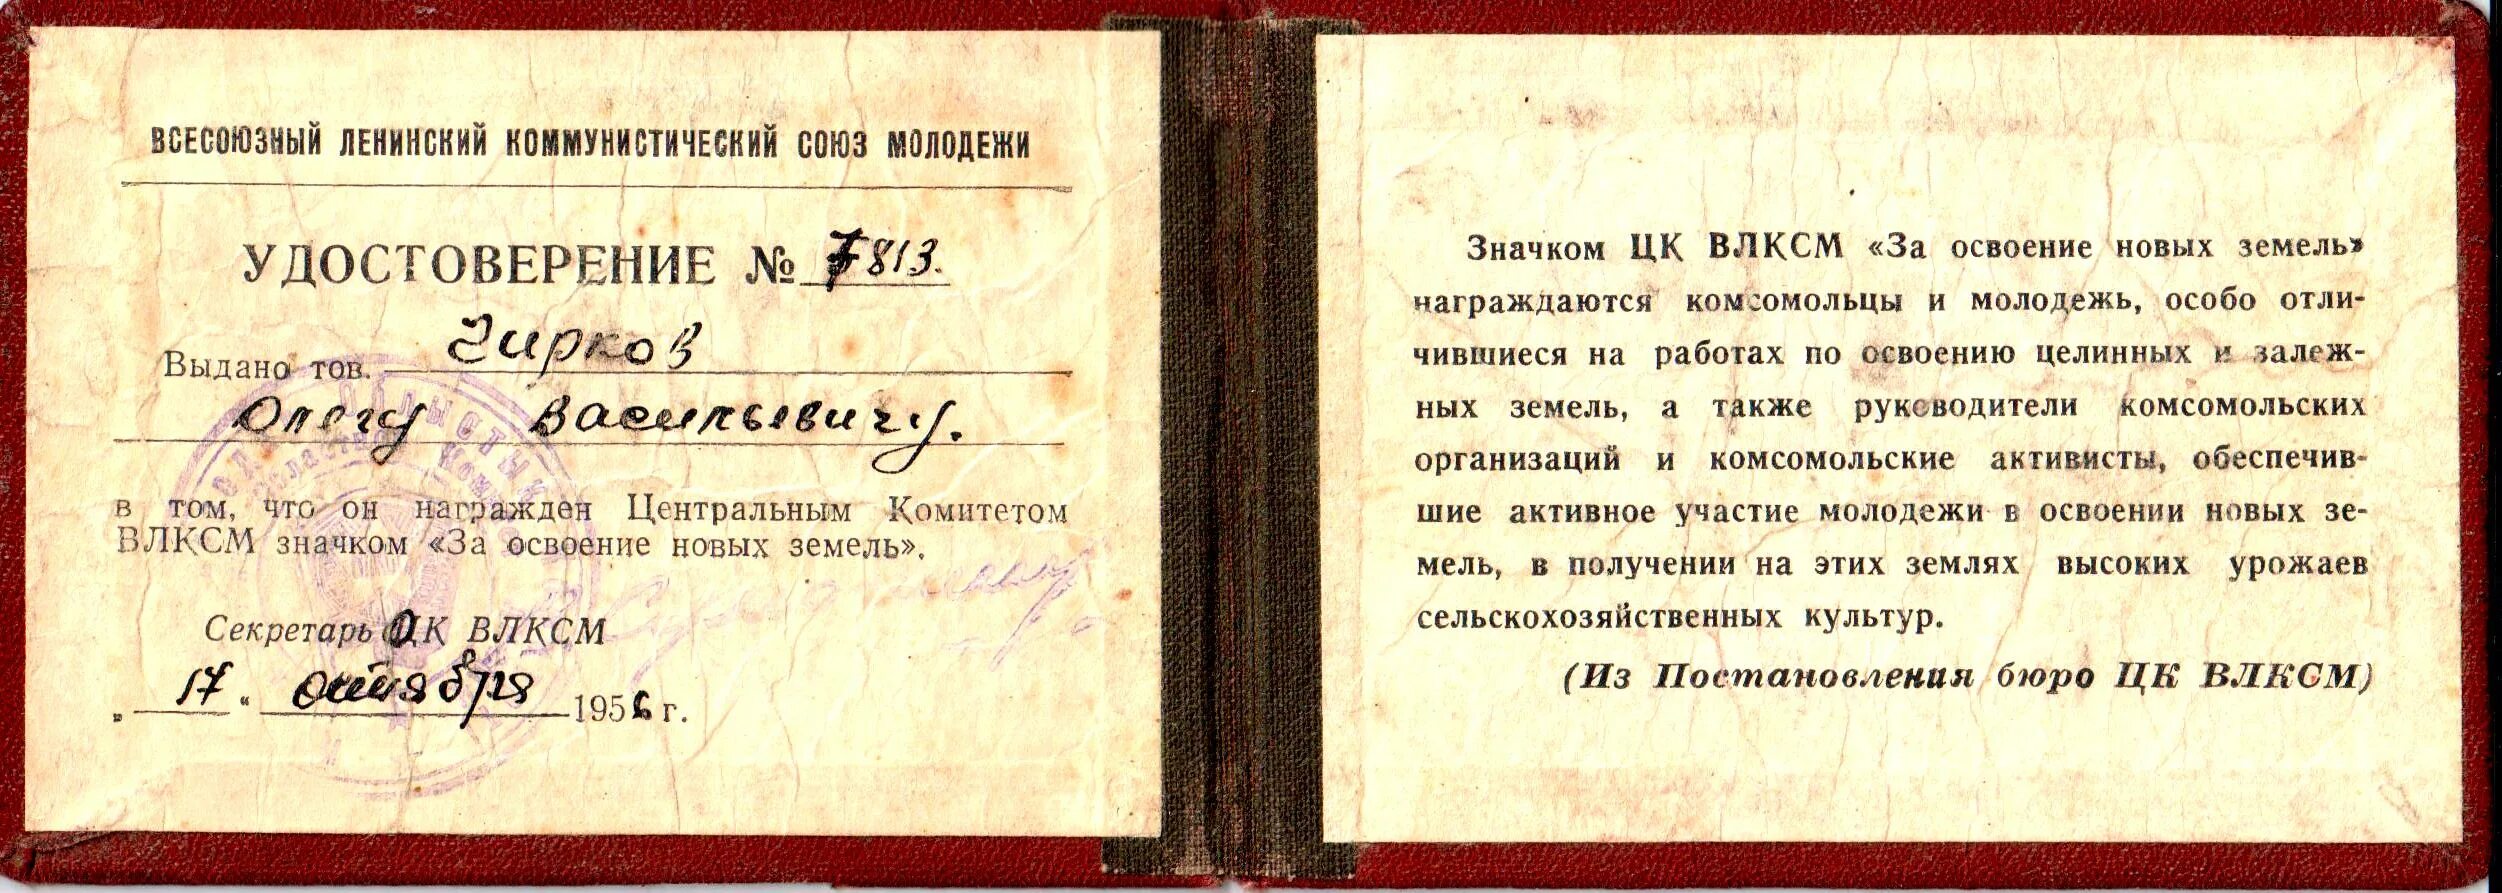 ВСЕСОЮЗНЫЙ ЛЕНИНСКИЙ КОММУНИСТИЧЕСКИЙ СОЮЗ МОЛОДЕЖИ
УДОСТОВЕРЕНИЕ № 7813.
Выдано тов. Чирков
Олегу Васильевичу.
в том, что он награжден Центральным Комитетом
ВЛКСМ значком «За освоение новых земель».
Секретарь ОК ВЛКСМ
„ 17 “ октября 1956 г.
Значком ЦК ВЛКСМ «За освоение новых земель»
награждаются комсомольцы и молодежь, особо отли-
чившиеся на работах по освоению целинных и залеж-
ных земель, а также руководители комсомольских
организаций и комсомольские активисты, обеспечив-
шие активное участие молодежи в освоении новых зе-
мель, в получении на этих землях высоких урожаев
сельскохозяйственных культур.
(Из Постановления бюро ЦК ВЛКСМ)